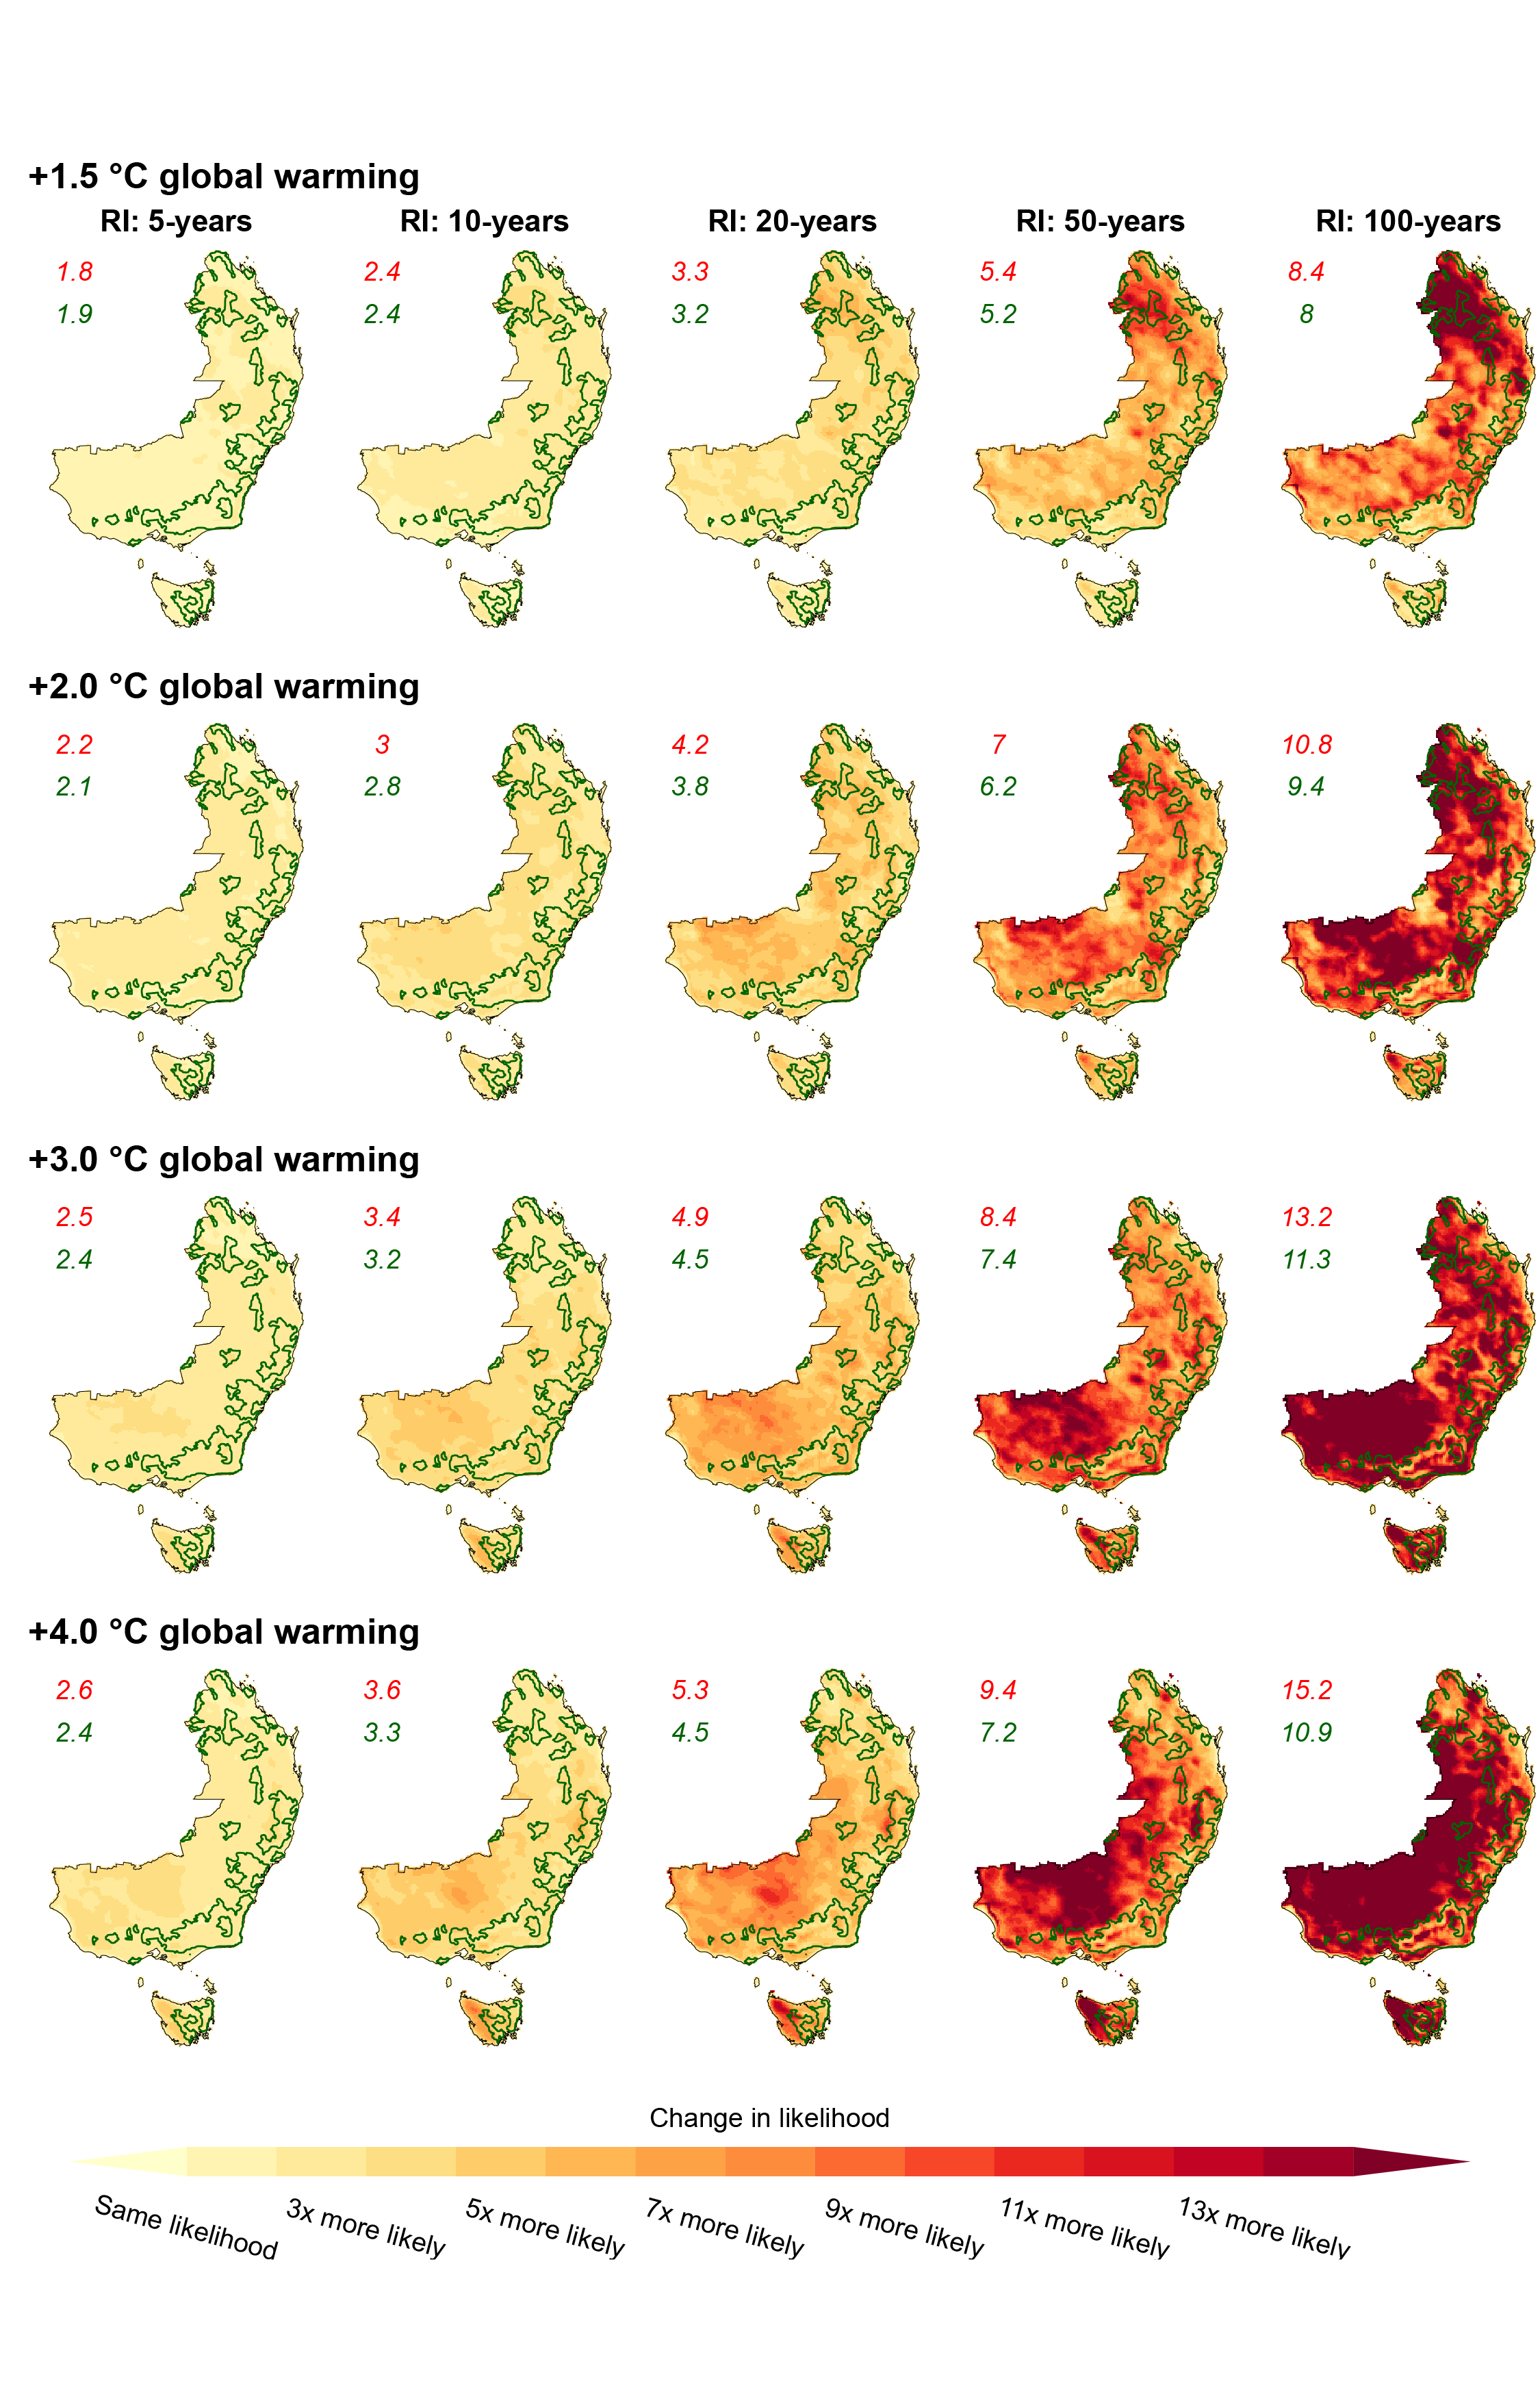 +1.5 °C global warming
RI: 5-years RI: 10-years RI: 20-years RI: 50-years RI: 100-years
1.8 2.4 3.3 5.4 8.4
1.9 2.4 3.2 5.2 8
+2.0 °C global warming
2.2 3 4.2 7 10.8
2.1 2.8 3.8 6.2 9.4
+3.0 °C global warming
2.5 3.4 4.9 8.4 13.2
2.4 3.2 4.5 7.4 11.3
+4.0 °C global warming
2.6 3.6 5.3 9.4 15.2
2.4 3.3 4.5 7.2 10.9
Change in likelihood
Same likelihood 3x more likely 5x more likely 7x more likely 9x more likely 11x more likely 13x more likely